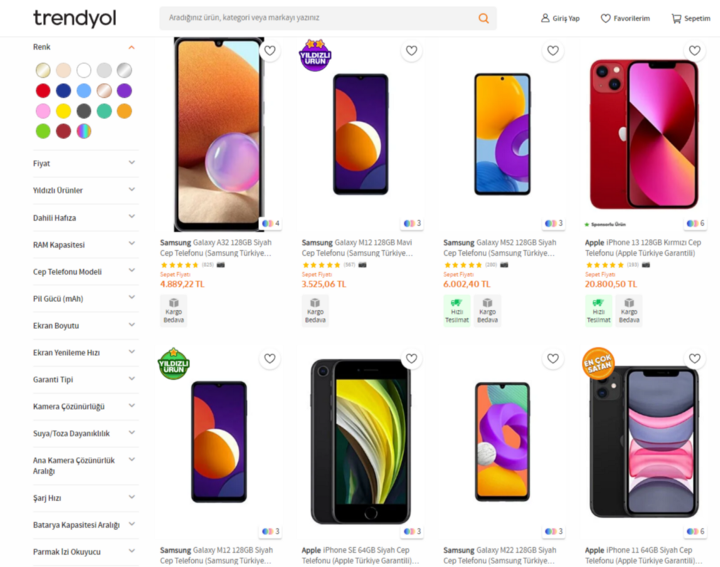 trendyol
Aradığınız ürün, kategori veya markayı yazınız
Giriş Yap
Favorilerim
Sepetim
Renk
Fiyat
Yıldızlı Ürünler
Dahili Hafıza
RAM Kapasitesi
Cep Telefonu Modeli
Pil Gücü (mAh)
Ekran Boyutu
Ekran Yenileme Hızı
Garanti Tipi
Kamera Çözünürlüğü
Suya/Toza Dayanıklılık
Ana Kamera Çözünürlük
Aralığı
Şarj Hızı
Batarya Kapasitesi Aralığı
Parmak İzi Okuyucu
4
Samsung Galaxy A32 128GB Siyah
Cep Telefonu (Samsung Türkiye...
Sepet Fiyatı
4.889,22 TL
Kargo
Bedava
YILDIZLI
ÜRÜN
3
Samsung Galaxy M12 128GB Mavi
Cep Telefonu (Samsung Türkiye...
Sepet Fiyatı
3.525,06 TL
Kargo
Bedava
3
Samsung Galaxy M52 128GB Siyah
Cep Telefonu (Samsung Türkiye...
Sepet Fiyatı
6.002,40 TL
Hızlı
Teslimat
Kargo
Bedava
Sponsorlu Ürün
6
Apple iPhone 13 128GB Kırmızı Cep
Telefonu (Apple Türkiye Garantili)
Sepet Fiyatı
20.800,50 TL
Hızlı
Teslimat
Kargo
Bedava
YILDIZLI
ÜRÜN
3
Samsung Galaxy M12 128GB Siyah
Cep Telefonu (Samsung Türkiye...
3
Apple iPhone SE 64GB Siyah Cep
Telefonu (Apple Türkiye Garantili)...
3
Samsung Galaxy M22 128GB Siyah
Cep Telefonu (Samsung Türkiye...
EN ÇOK
SATAN
6
Apple iPhone 11 64GB Siyah Cep
Telefonu (Apple Türkiye Garantili)...